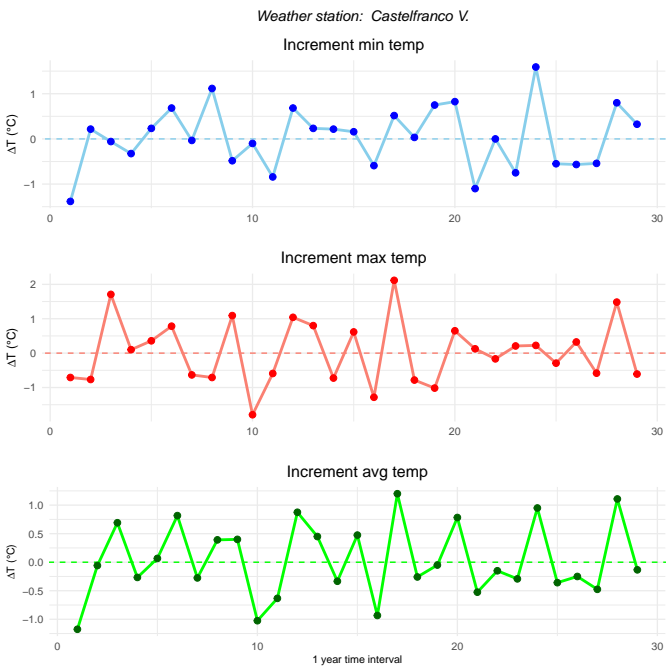 Weather station:  Castelfranco V.
Increment min temp
ΔT (°C)
1
0
−1
0 10 20 30
Increment max temp
ΔT (°C)
2
1
0
−1
0 10 20 30
Increment avg temp
ΔT (°C)
1.0
0.5
0.0
−0.5
−1.0
0 10 20 30
1 year time interval